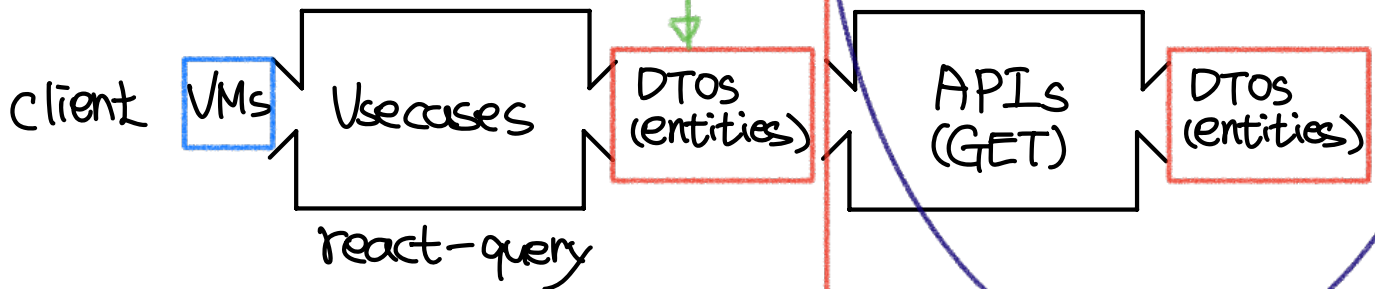 client
VMs
Usecases
react-query
DTOs
(entities)
APIs
(GET)
DTOs
(entities)